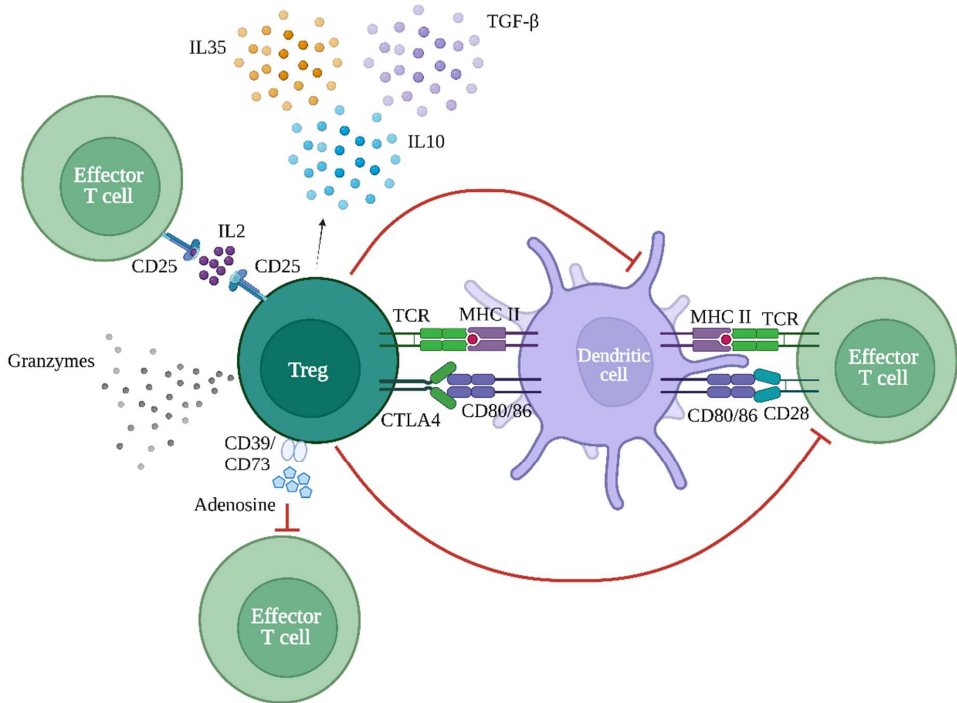 TGF-β
IL35
IL10
Effector
T cell
IL2
CD25
CD25
TCR
MHC II
MHC II
TCR
Granzymes
Treg
Dendritic
cell
Effector
T cell
CTLA4
CD80/86
CD80/86
CD28
CD39/
CD73
Adenosine
Effector
T cell